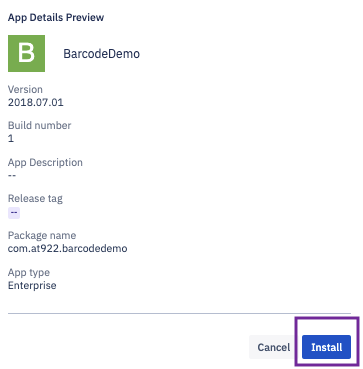 App Details Preview
B
BarcodeDemo
Version
2018.07.01
Build number
1
App Description
--
Release tag
--
Package name
com.at922.barcodedemo
App type
Enterprise
Cancel
Install